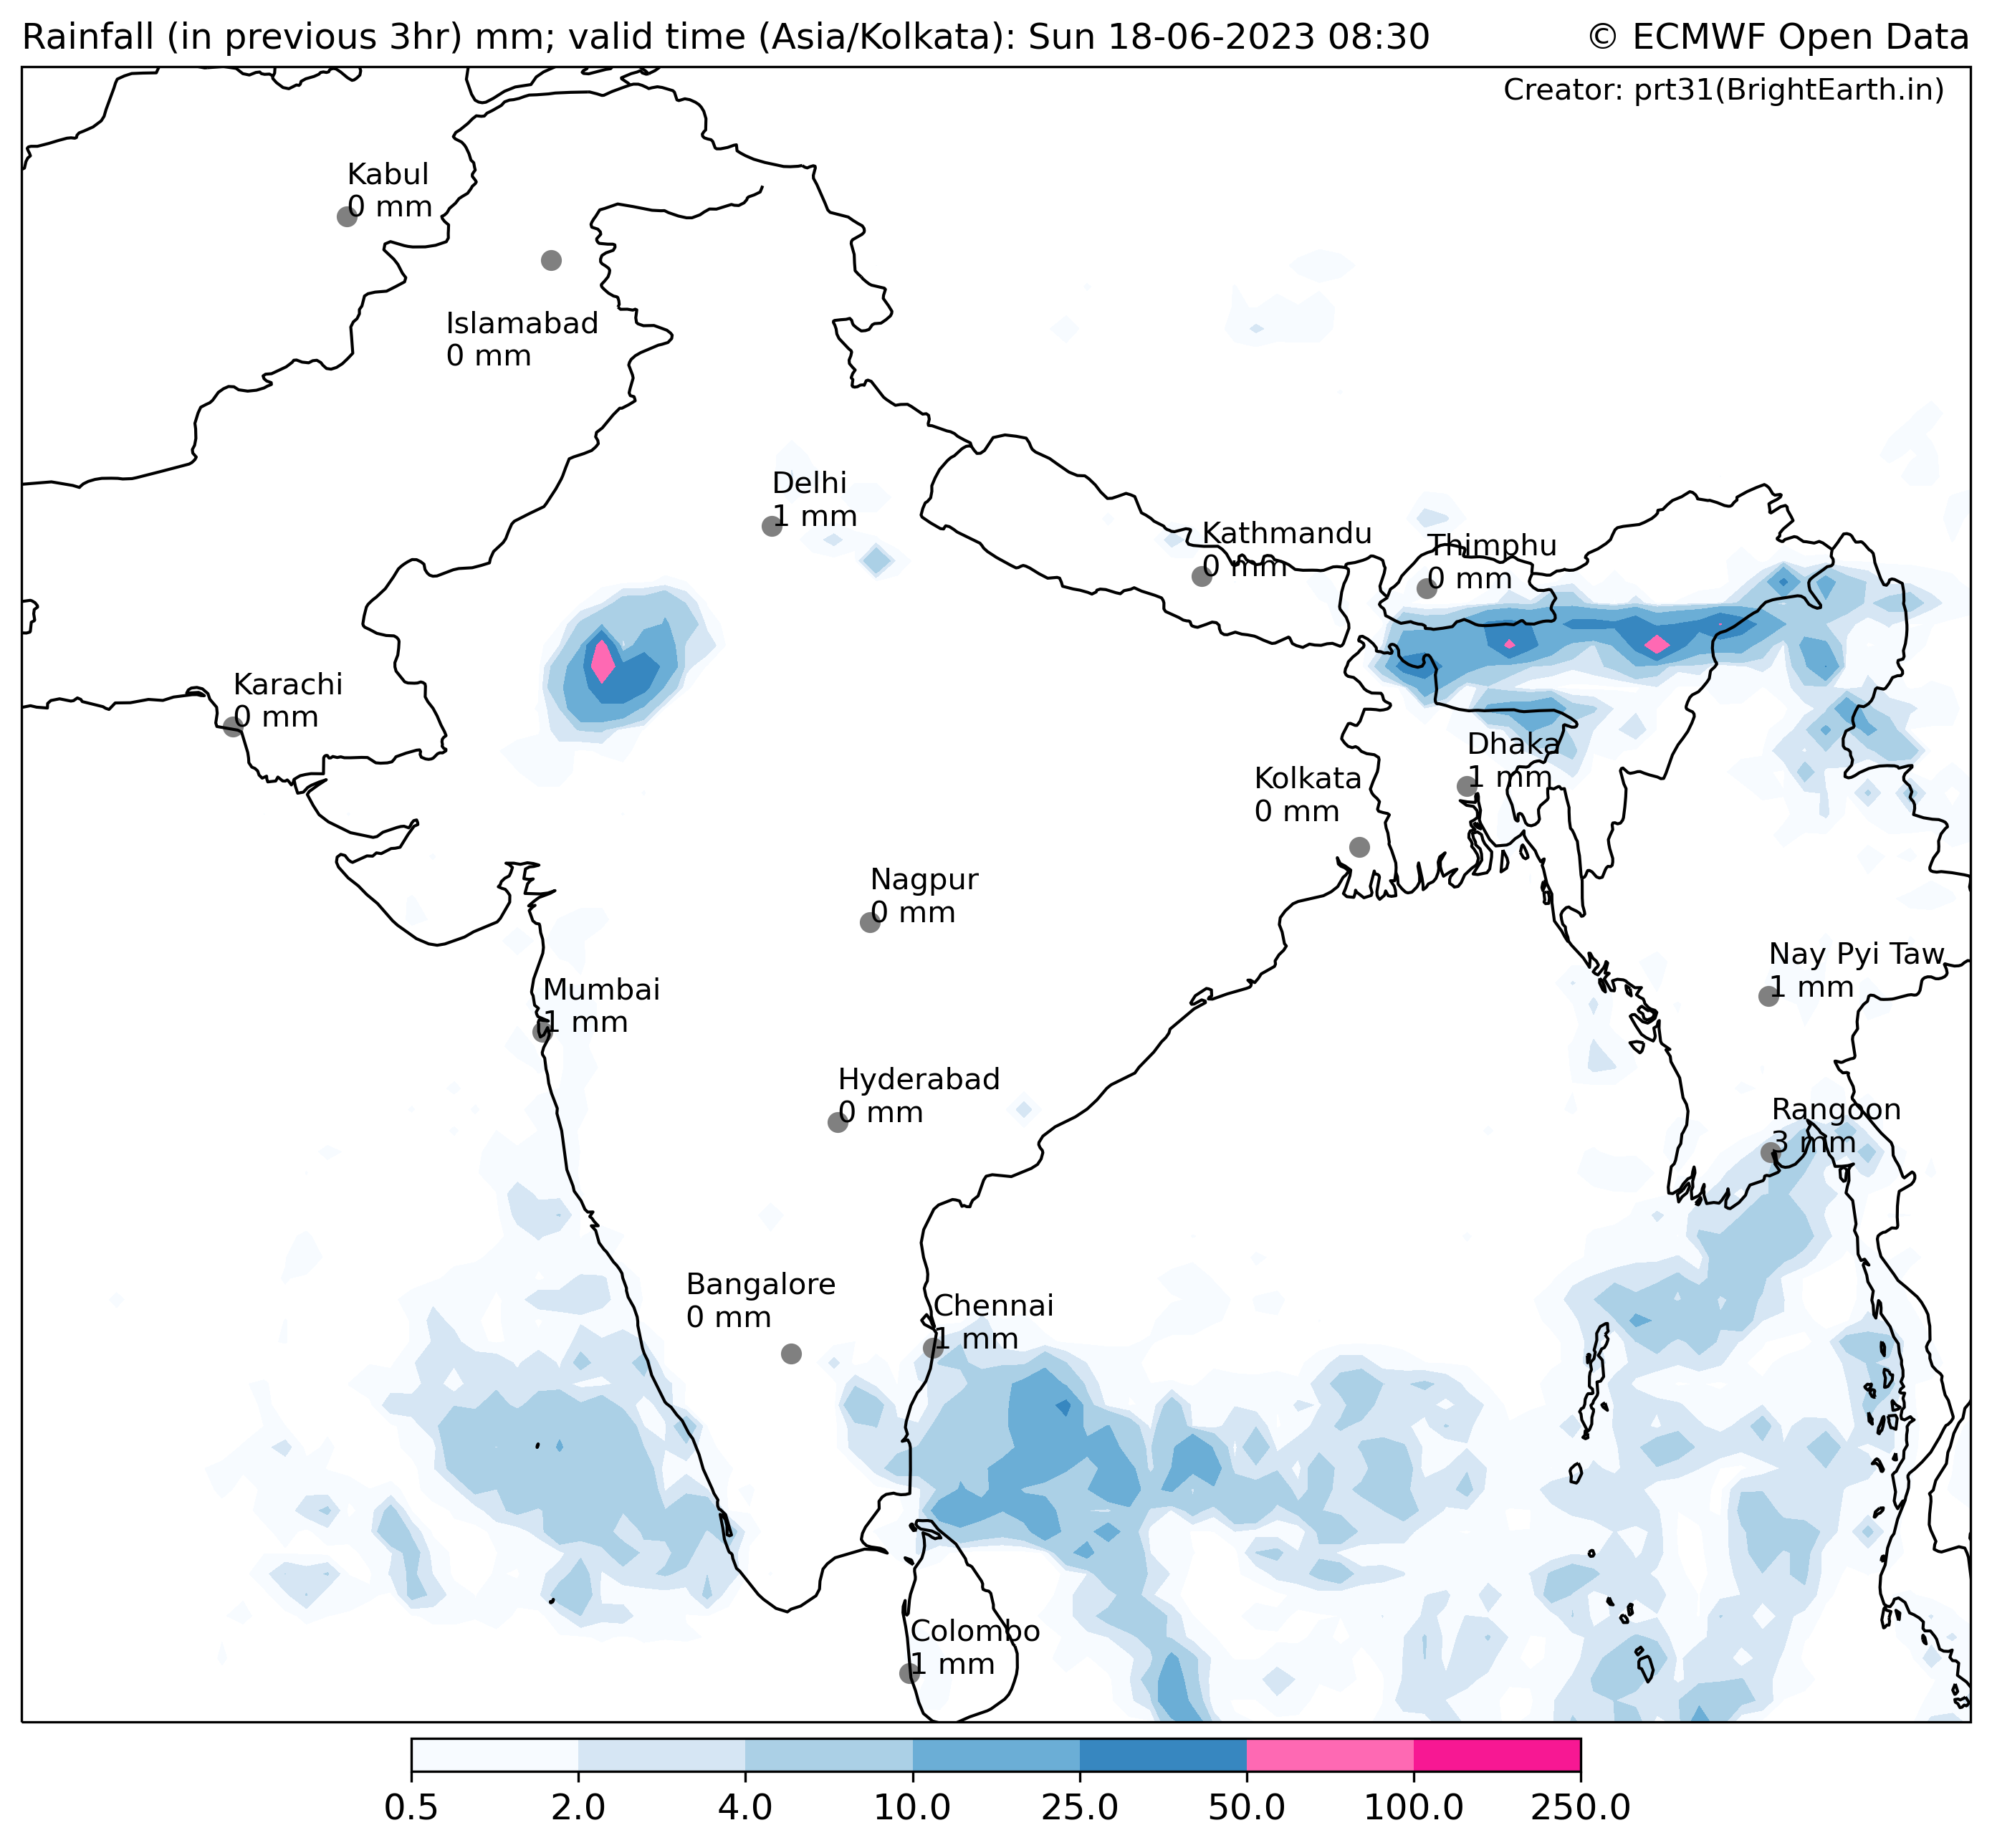 Rainfall (in previous 3hr) mm; valid time (Asia/Kolkata): Sun 18-06-2023 08:30
© ECMWF Open Data
Creator: prt31(BrightEarth.in)
Kabul
0 mm
Islamabad
0 mm
Delhi
1 mm
Kathmandu
0 mm
Thimphu
0 mm
Karachi
0 mm
Dhaka
1 mm
Kolkata
0 mm
Nagpur
0 mm
Nay Pyi Taw
1 mm
Mumbai
1 mm
Hyderabad
0 mm
Rangoon
3 mm
Bangalore
0 mm
Chennai
1 mm
Colombo
1 mm
0.5 2.0 4.0 10.0 25.0 50.0 100.0 250.0